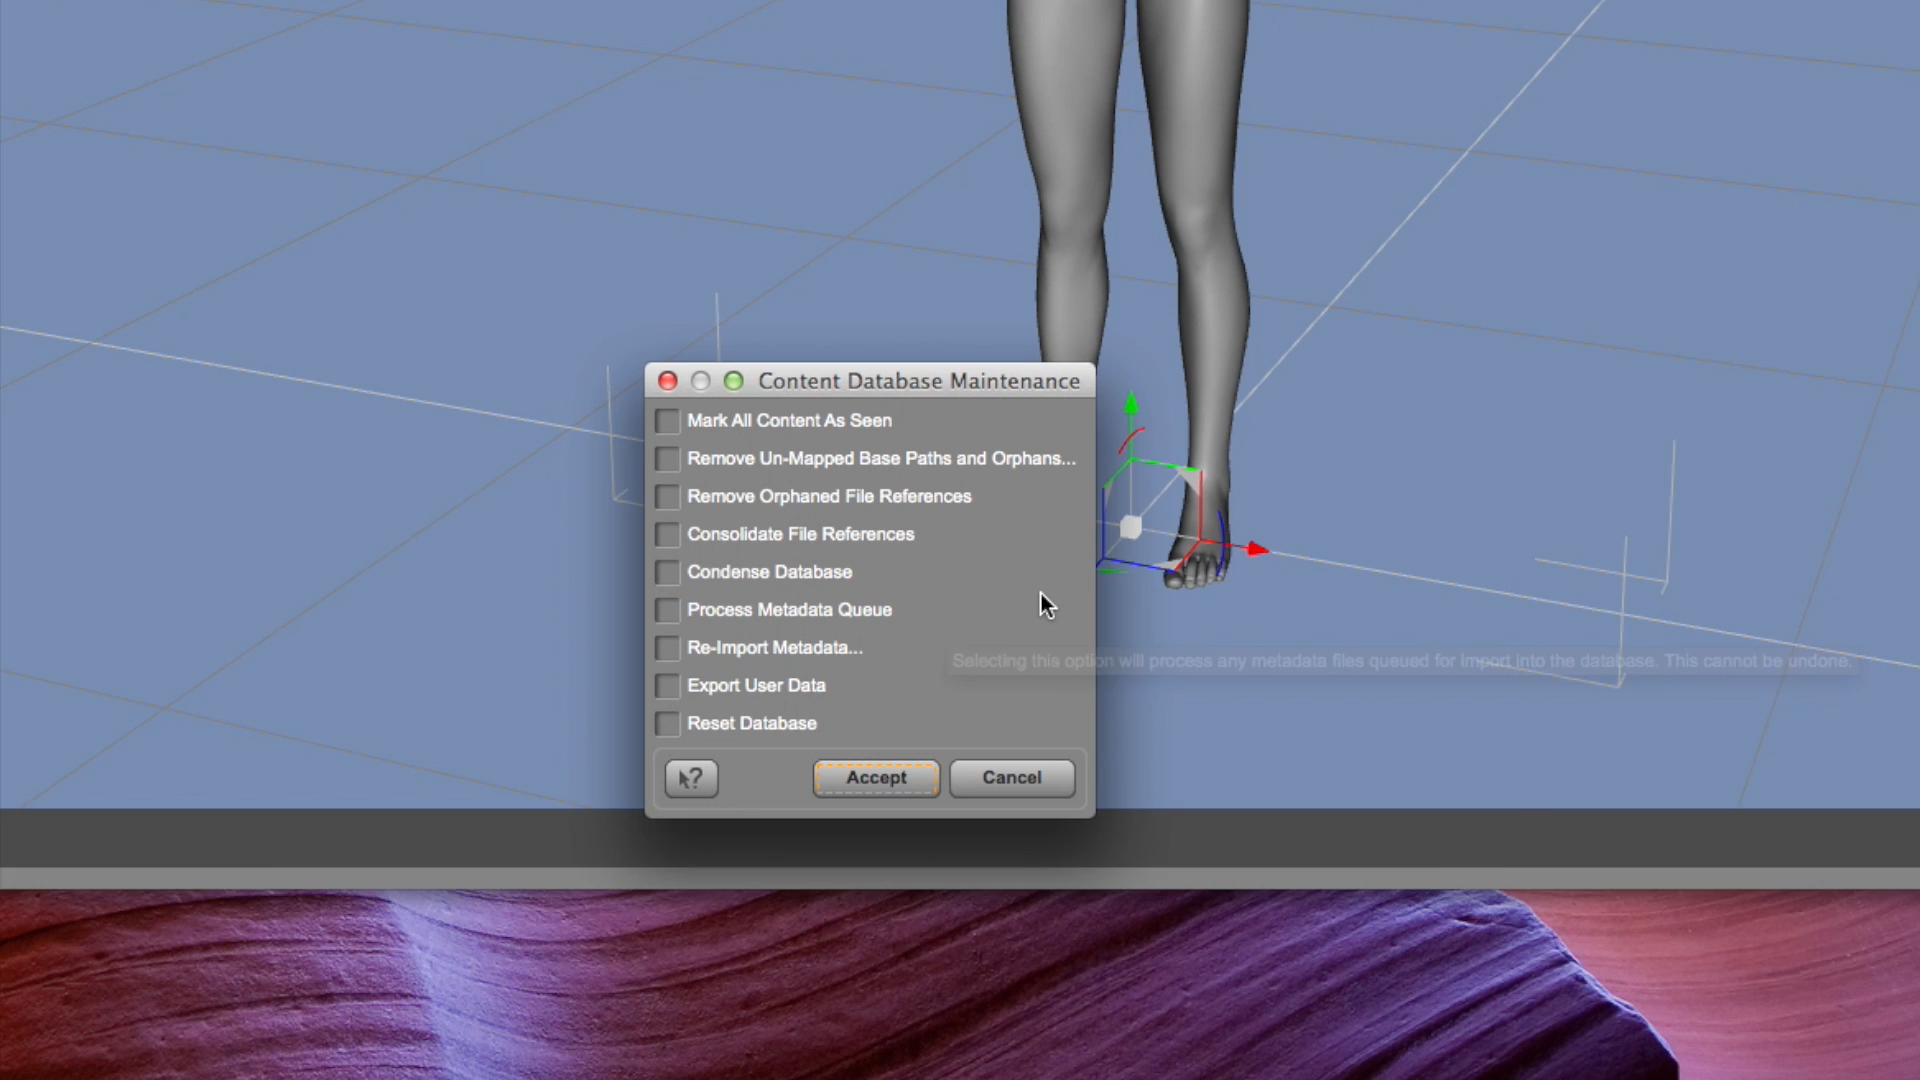 Content Database Maintenance
Mark All Content As Seen
Remove Un-Mapped Base Paths and Orphans...
Remove Orphaned File References
Consolidate File References
Condense Database
Process Metadata Queue
Re-Import Metadata...
Selecting this option will process any metadata files queued for import into the database. This cannot be undone.
Export User Data
Reset Database
?
Accept
Cancel